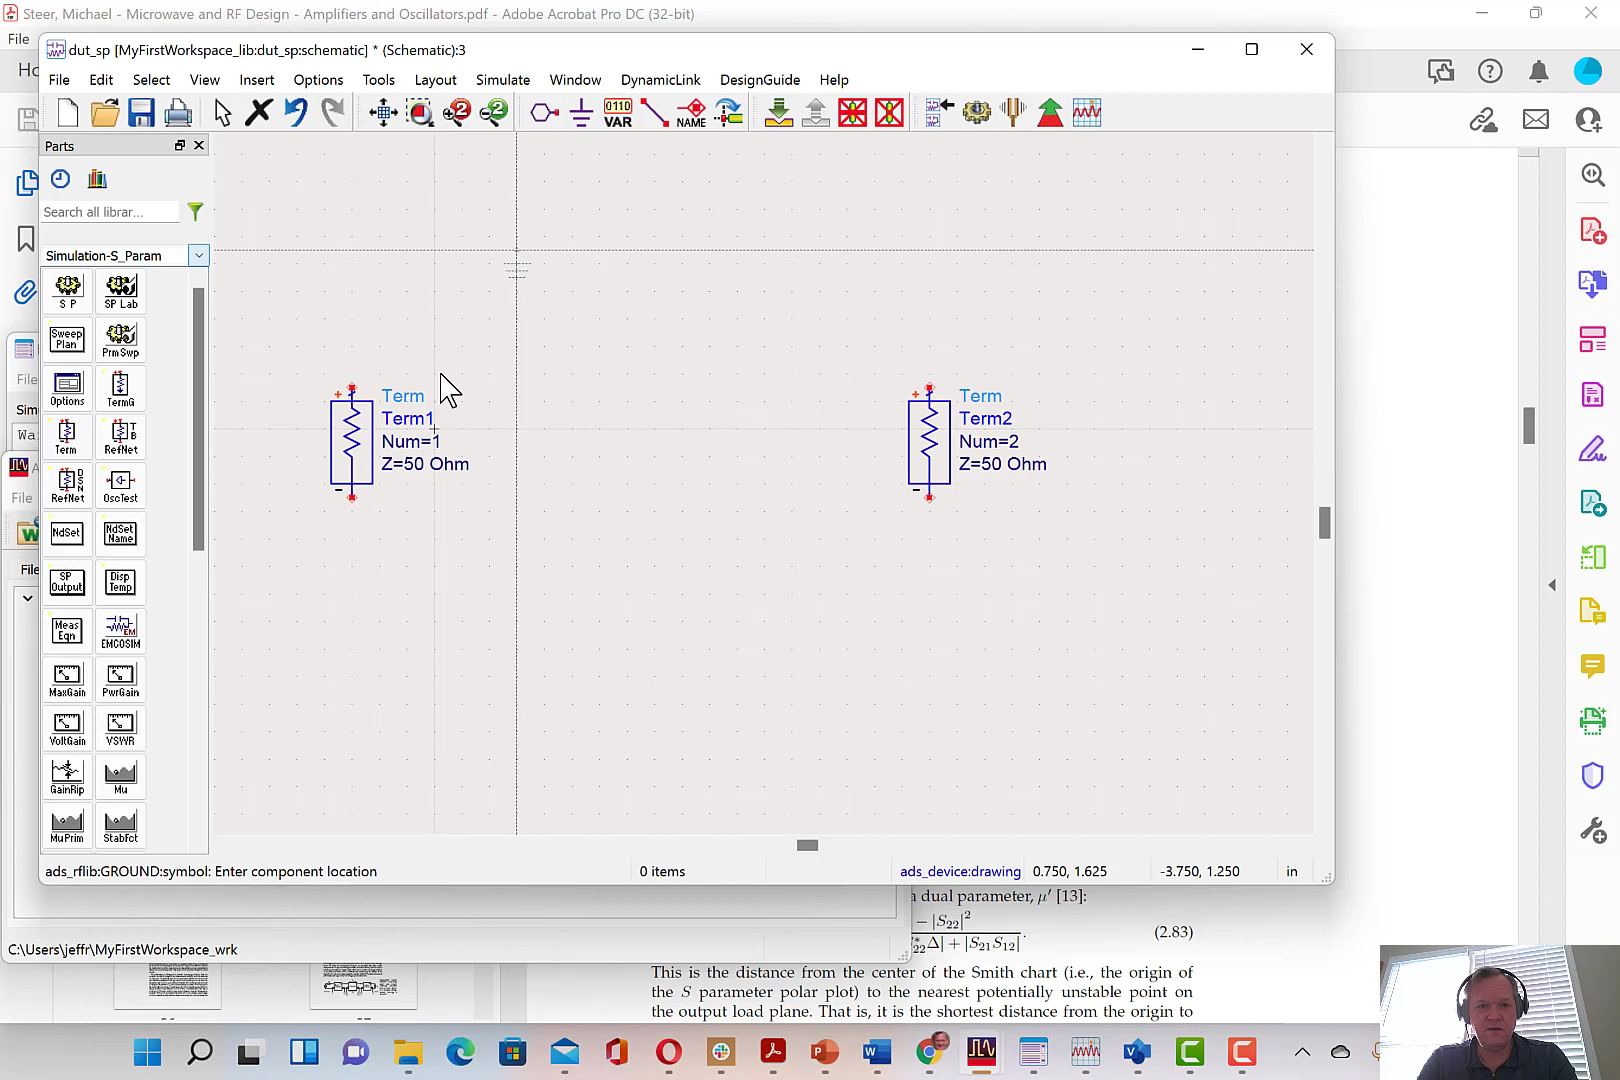 Steer, Michael - Microwave and RF Design - Amplifiers and Oscillators.pdf - Adobe Acrobat Pro DC (32-bit)
File
dut_sp [MyFirstWorkspace_lib:dut_sp:schematic] * (Schematic):3
File Edit Select View Insert Options Tools Layout Simulate Window DynamicLink DesignGuide Help
0110
VAR
NAME
Parts
Search all librar...
Simulation-S_Param
S P SP Lab
Sweep Plan PrmSwp
Options TermG
Term RefNet
RefNet OscTest
NdSet NdSet Name
SP Output Disp Temp
Meas Eqn EMCOSIM
MaxGain PwrGain
VoltGain VSWR
GainRip Mu
MuPrim StabFct
Term
Term1
Num=1
Z=50 Ohm
Term
Term2
Num=2
Z=50 Ohm
ads_rflib:GROUND:symbol: Enter component location
0 items
ads_device:drawing
0.750, 1.625
-3.750, 1.250
in
C:\Users\jeffr\MyFirstWorkspace_wrk
a dual parameter, μ′ [13]:
− |S22|²
*22Δ| + |S21S12|
(2.83)
This is the distance from the center of the Smith chart (i.e., the origin of
the S parameter polar plot) to the nearest potentially unstable point on
the output load plane. That is, it is the shortest distance from the origin to